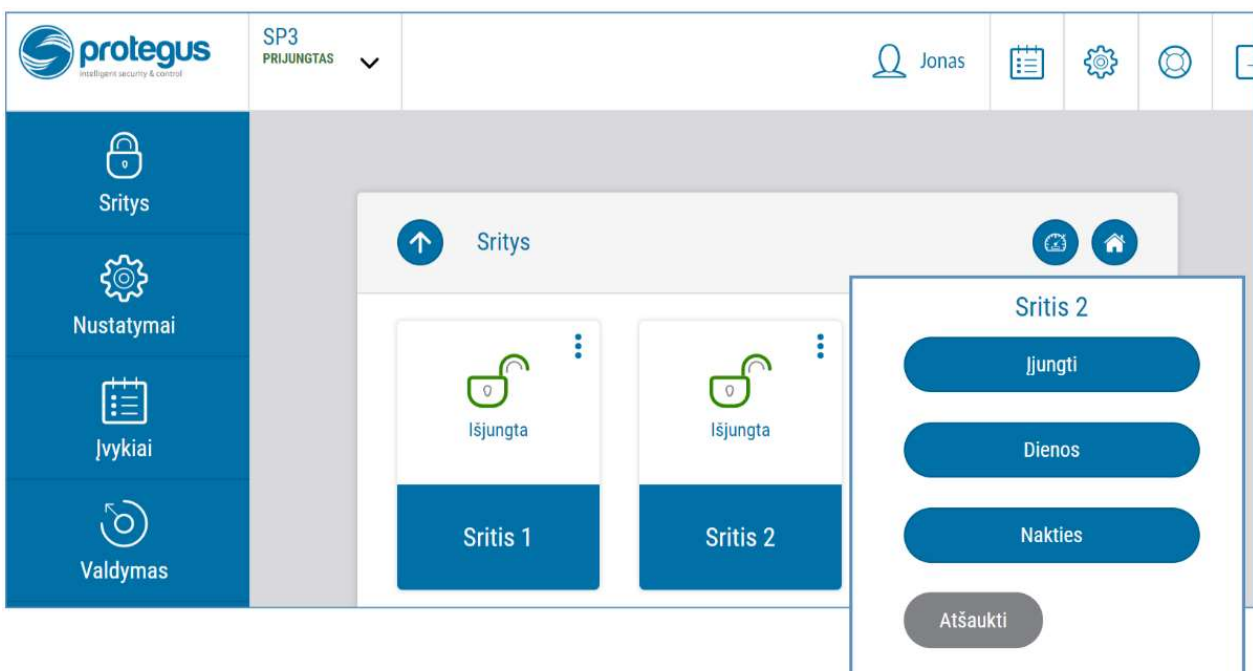 protegus
intelligent security & control
SP3
PRIJUNGTAS
Jonas
Sritys
Nustatymai
Įvykiai
Valdymas
Sritys
Išjungta
Sritis 1
Išjungta
Sritis 2
Sritis 2
Įjungti
Dienos
Nakties
Atšaukti